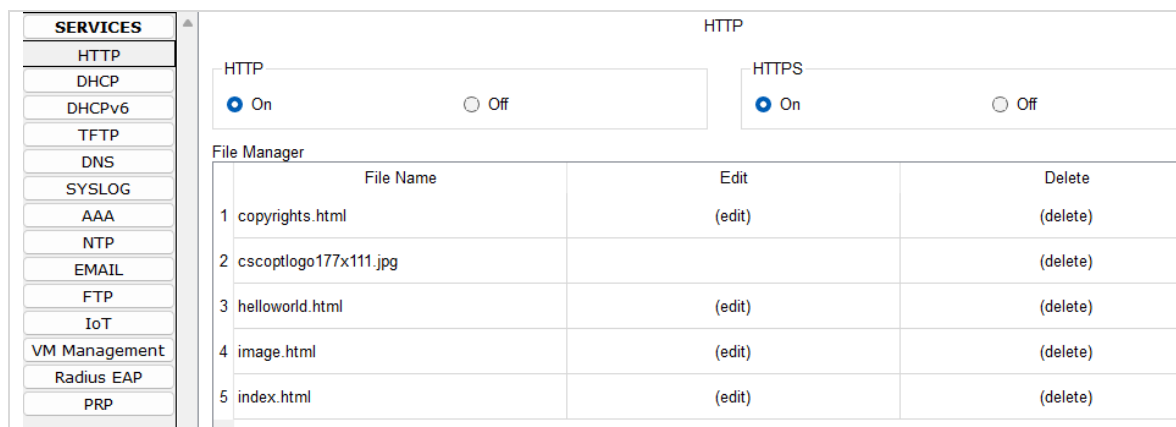 SERVICES
HTTP
DHCP
DHCPv6
TFTP
DNS
SYSLOG
AAA
NTP
EMAIL
FTP
IoT
VM Management
Radius EAP
PRP
HTTP
HTTP HTTPS
On Off On Off
File Manager
File Name Edit Delete
1 copyrights.html (edit) (delete)
2 cscoptlogo177x111.jpg (delete)
3 helloworld.html (edit) (delete)
4 image.html (edit) (delete)
5 index.html (edit) (delete)